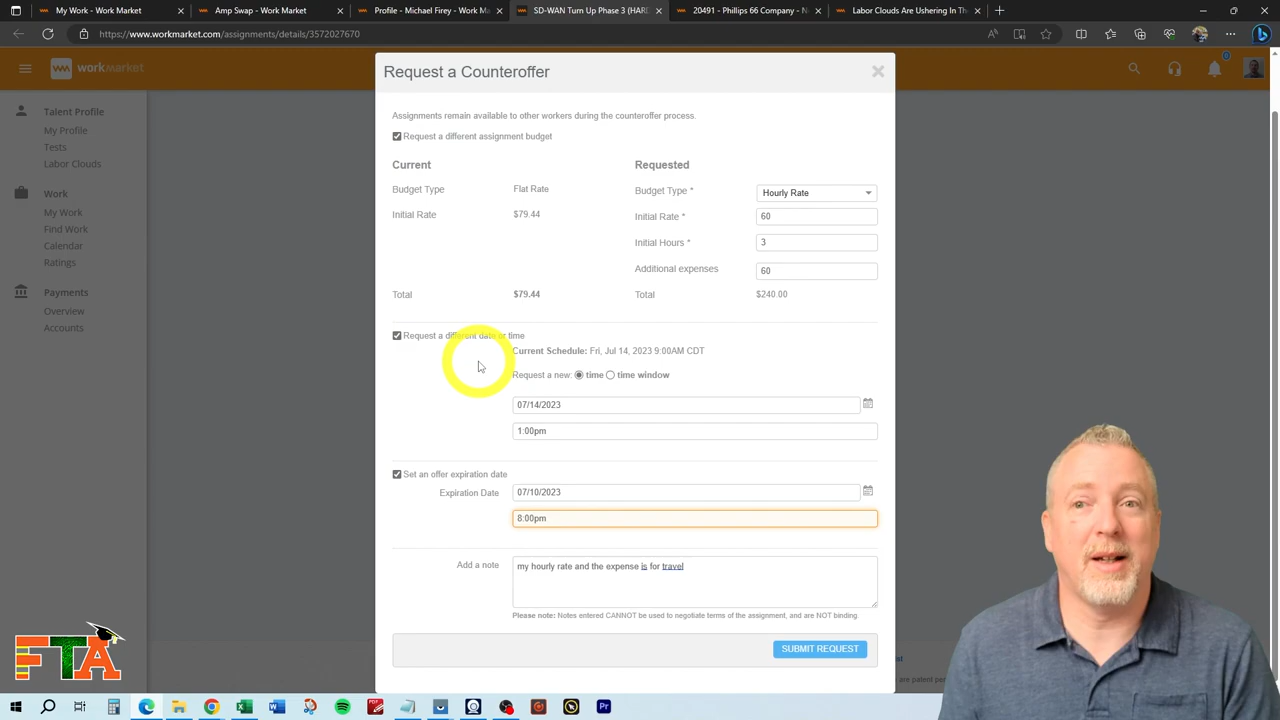 My Work - WorkMarket
Amp Swap - WorkMarket
Profile - Michael Firey - WorkM
SD-WAN Turn Up Phase 3 (HAR
20491 - Philips 66 Company - Ne
Labor Clouds Are Ushering In The
https://www.workmarket.com/assignments/details/3572027670
workmarket
Talent Profile
My Profile
Tests
Labor Clouds
Work
My Work
Find Work
Calendar
Ratings
Payments
Overview
Accounts
Request a Counteroffer
Assignments remain available to other workers during the counteroffer process.
Request a different assignment budget
Current
Requested
Budget Type Flat Rate
Budget Type * Hourly Rate
Initial Rate $79.44
Initial Rate * 60
Initial Hours * 3
Additional expenses 60
Total $79.44
Total $240.00
Request a different date or time
Current Schedule: Fri, Jul 14, 2023 9:00AM CDT
Request a new: time time window
07/14/2023
1:00pm
Set an offer expiration date
Expiration Date 07/10/2023
8:00pm
Add a note my hourly rate and the expense is for travel
Please note: Notes entered CANNOT be used to negotiate terms of the assignment, and are NOT binding.
SUBMIT REQUEST
FTA